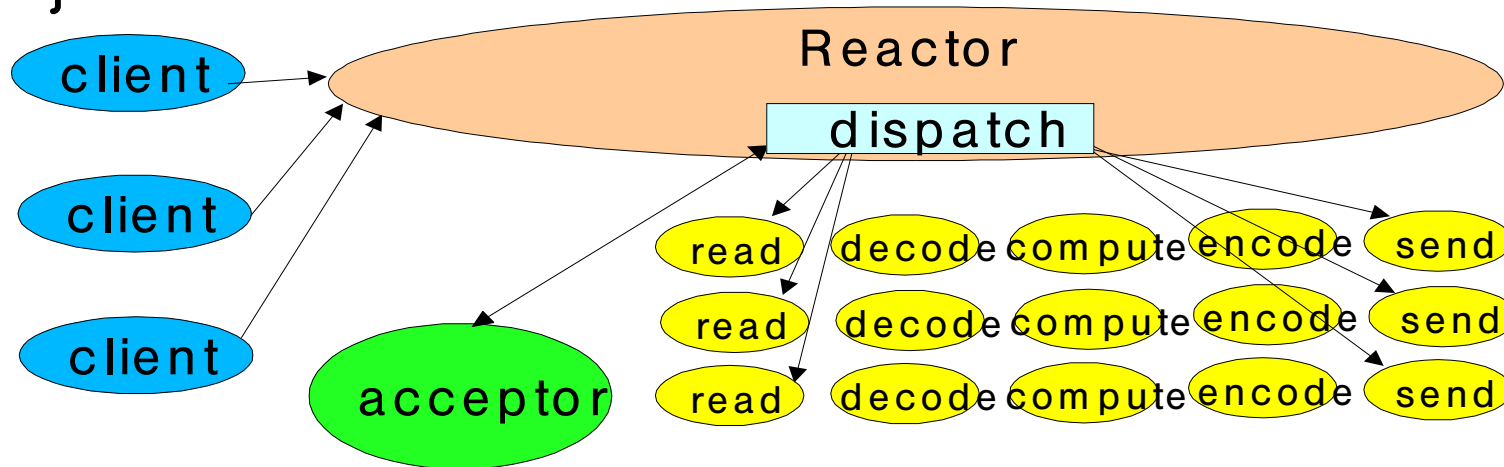 j
Reactor
client
dispatch
client
read decode compute encode send
client
read decode compute encode send
acceptor
read decode compute encode send